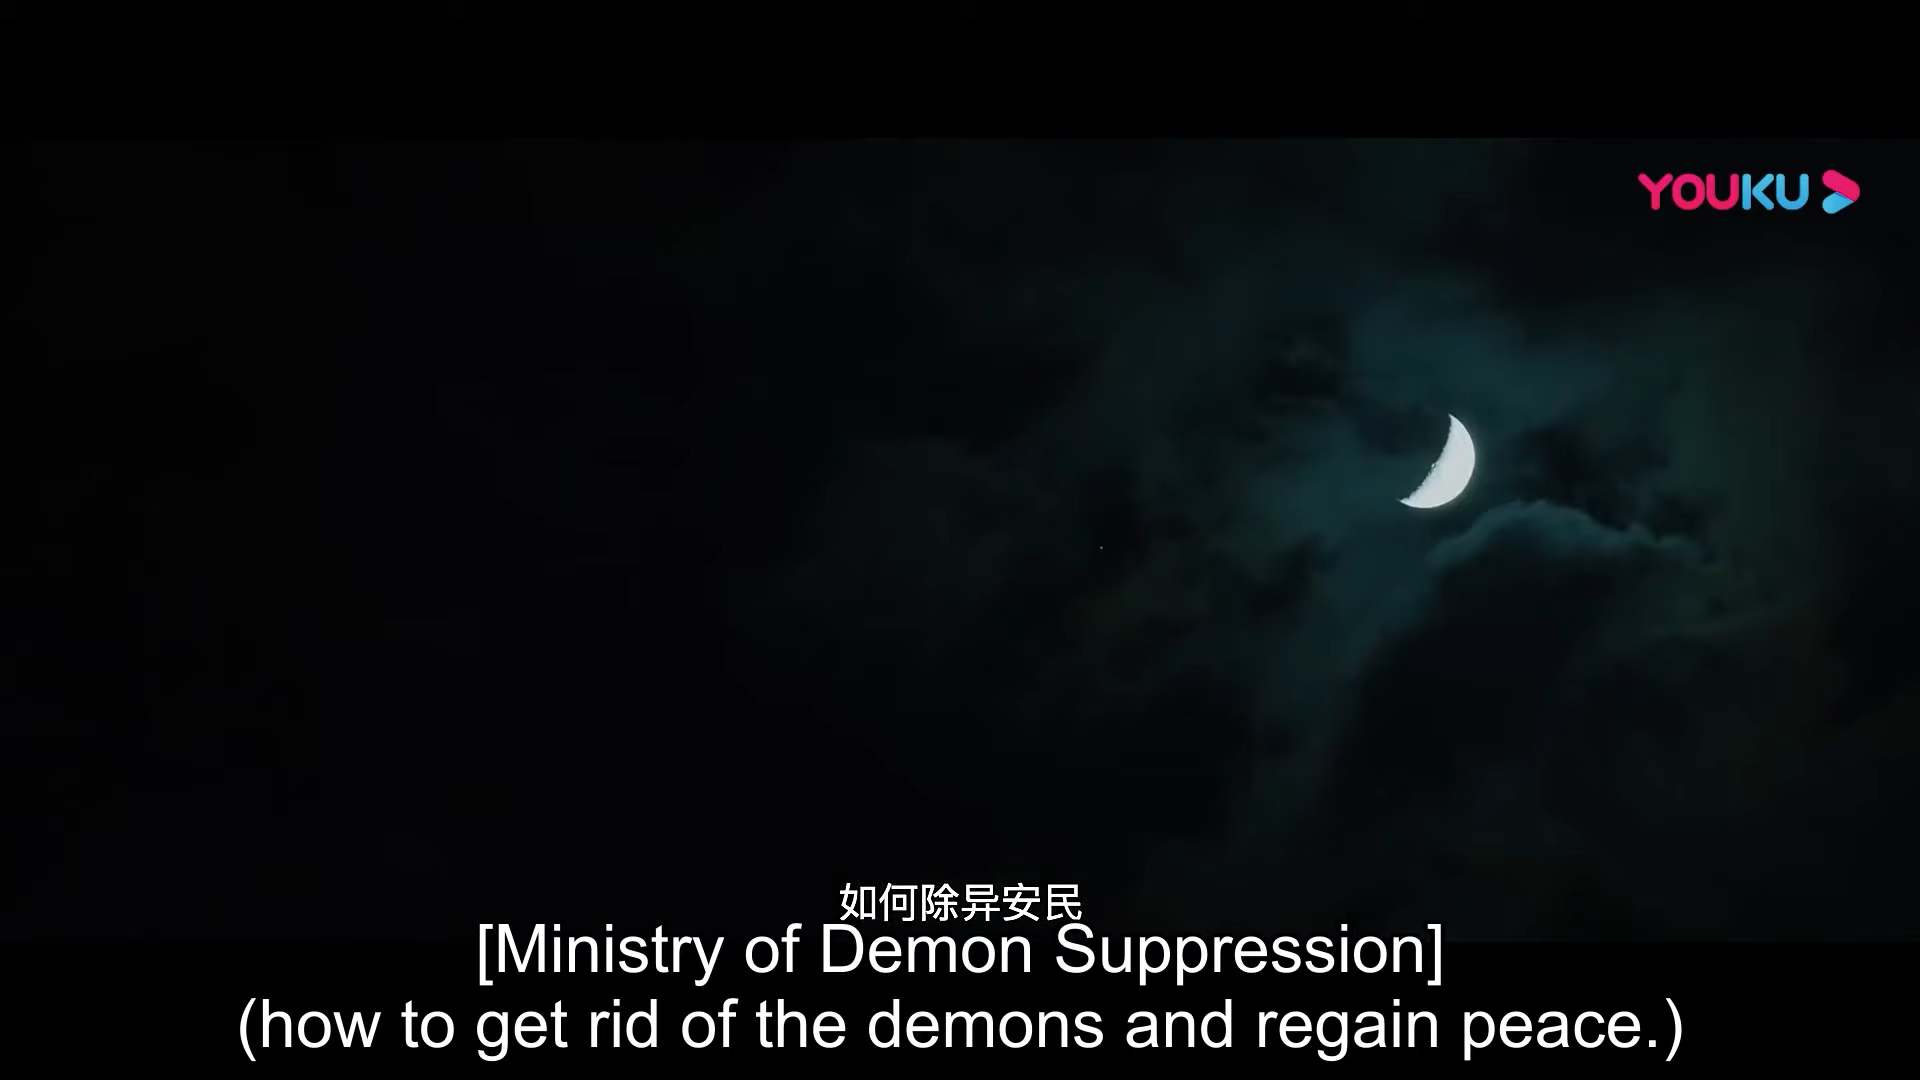 YOUKU
如何除异安民
[Ministry of Demon Suppression]
(how to get rid of the demons and regain peace.)